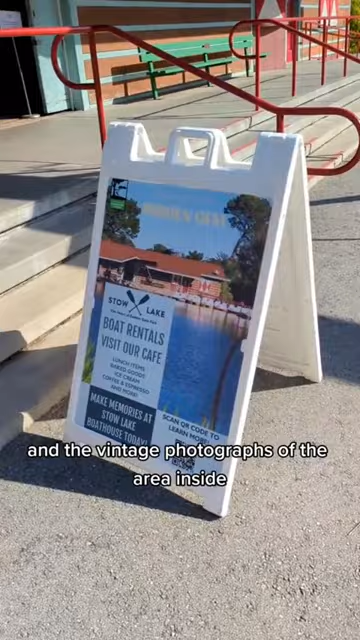 STOW LAKE
BOAT RENTALS
VISIT OUR CAFE
LUNCH ITEMS
BAKED GOODS
ICE CREAM
COFFEE & ESPRESSO
AND MORE!
MAKE MEMORIES AT
STOW LAKE
BOATHOUSE TODAY!
SCAN QR CODE TO
LEARN MORE!
and the vintage photographs of the
area inside